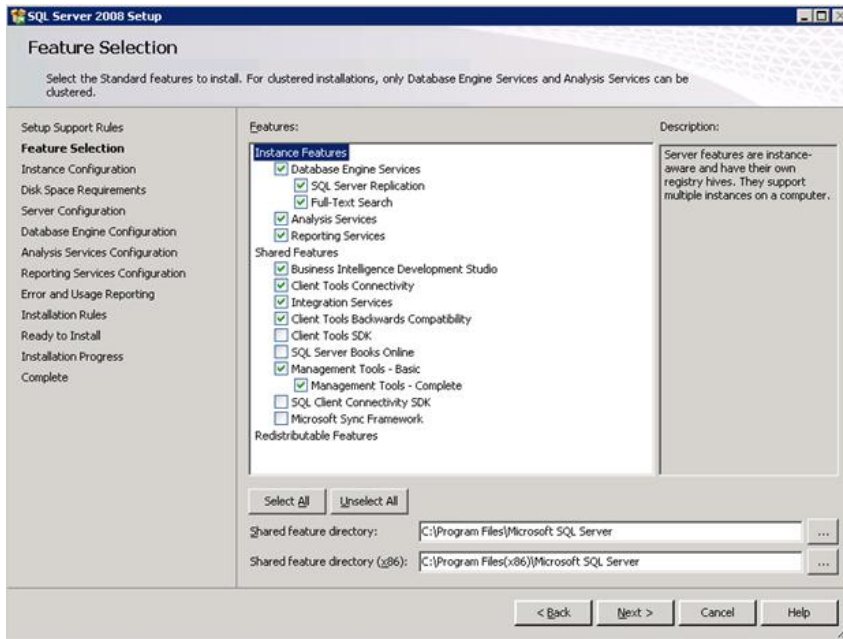 SQL Server 2008 Setup
Feature Selection
Select the Standard features to install. For clustered installations, only Database Engine Services and Analysis Services can be
clustered.
Setup Support Rules
Feature Selection
Instance Configuration
Disk Space Requirements
Server Configuration
Database Engine Configuration
Analysis Services Configuration
Reporting Services Configuration
Error and Usage Reporting
Installation Rules
Ready to Install
Installation Progress
Complete
Features:
Instance Features
Database Engine Services
SQL Server Replication
Full-Text Search
Analysis Services
Reporting Services
Shared Features
Business Intelligence Development Studio
Client Tools Connectivity
Integration Services
Client Tools Backwards Compatibility
Client Tools SDK
SQL Server Books Online
Management Tools - Basic
Management Tools - Complete
SQL Client Connectivity SDK
Microsoft Sync Framework
Redistributable Features
Description:
Server features are instance-
aware and have their own
registry hives. They support
multiple instances on a computer.
Select All
Unselect All
Shared feature directory:
C:\Program Files\Microsoft SQL Server
...
Shared feature directory (x86):
C:\Program Files(x86)\Microsoft SQL Server
...
< Back
Next >
Cancel
Help